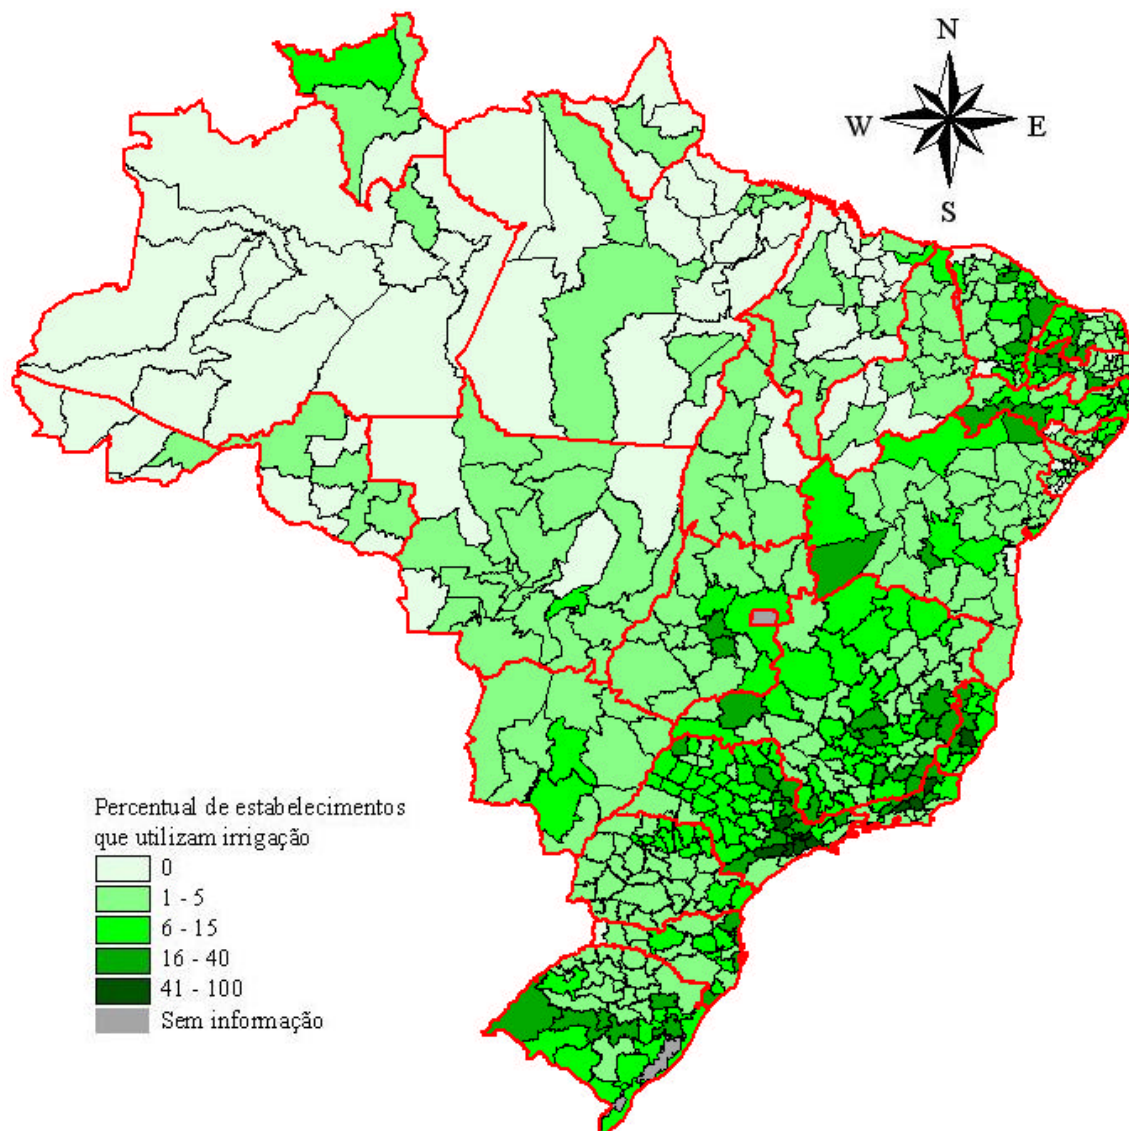 N
W E
S
Percentual de estabelecimentos
que utilizam irrigação
0
1 - 5
6 - 15
16 - 40
41 - 100
Sem informação